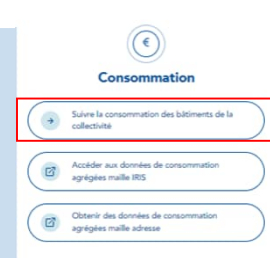 €
Consommation
Suivre la consommation des bâtiments de la
collectivité
Accéder aux données de consommation
agrégées maille IRIS
Obtenir des données de consommation
agrégées maille adresse